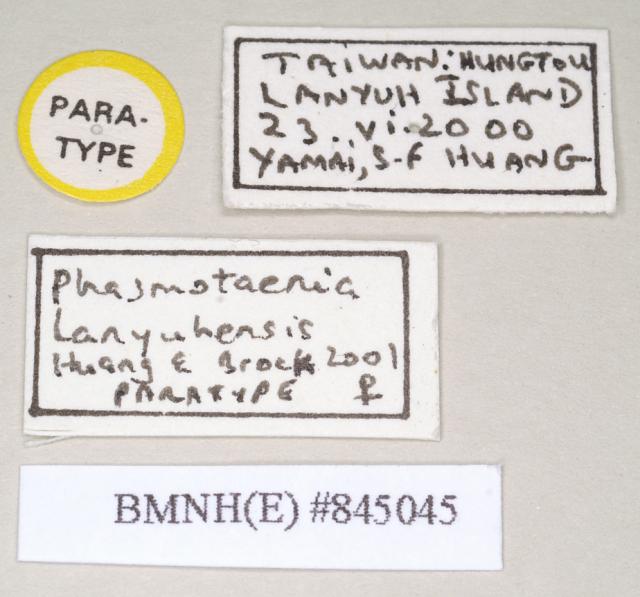 PARA-
TYPE
TAIWAN: HUNGTOU
LANYUH ISLAND
23.vi.2000
YAMAI, S-F HUANG
Phasmotaenia
Lanyuhensis
Huang & Brock 2001
PARATYPE ♀
BMNH(E) #845045